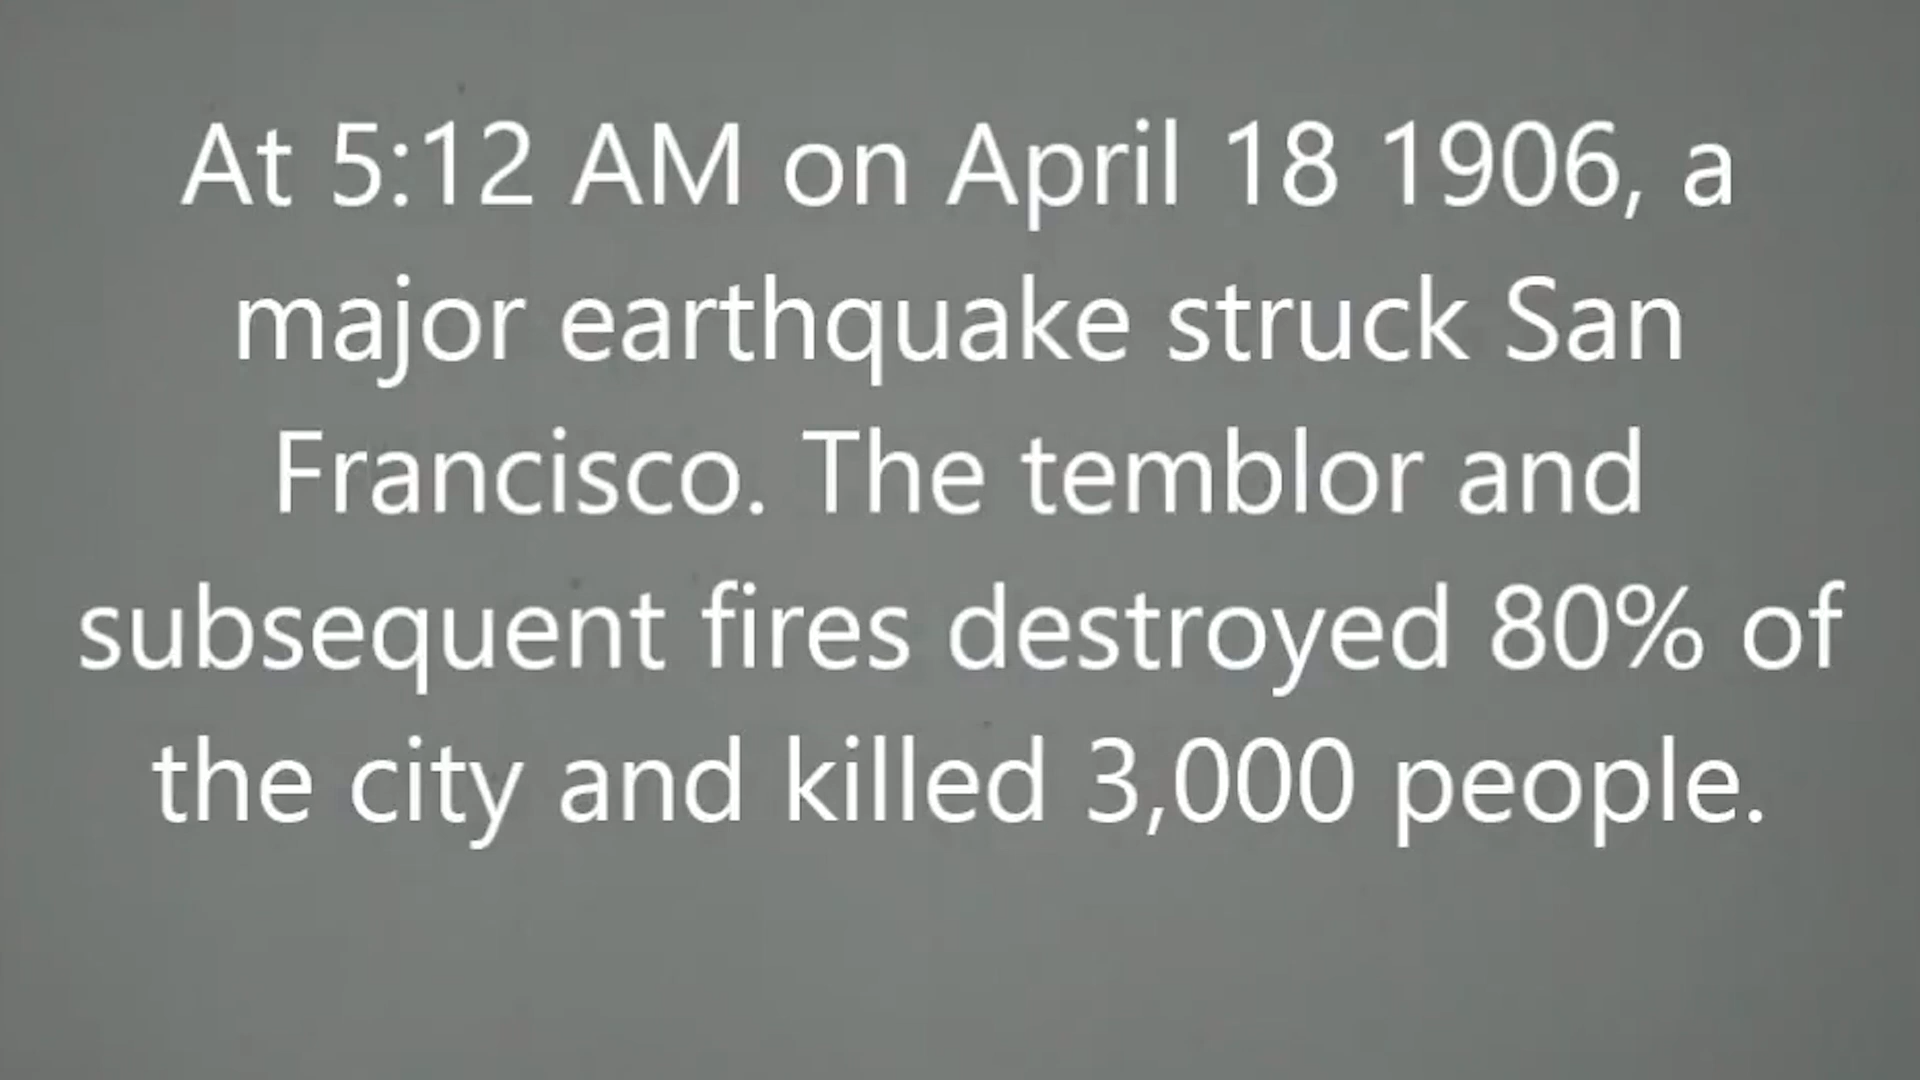 At 5:12 AM on April 18 1906, a
major earthquake struck San
Francisco. The temblor and
subsequent fires destroyed 80% of
the city and killed 3,000 people.